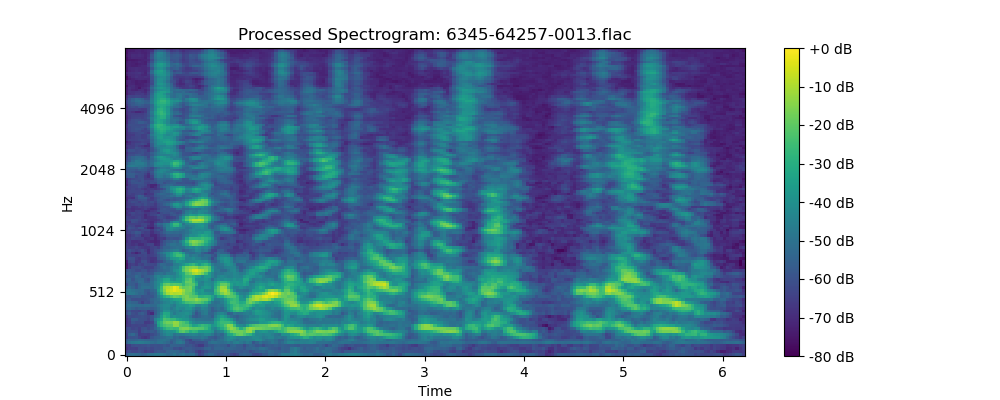 Processed Spectrogram: 6345-64257-0013.flac
Hz
4096
2048
1024
512
0
0 1 2 3 4 5 6
Time
+0 dB
-10 dB
-20 dB
-30 dB
-40 dB
-50 dB
-60 dB
-70 dB
-80 dB